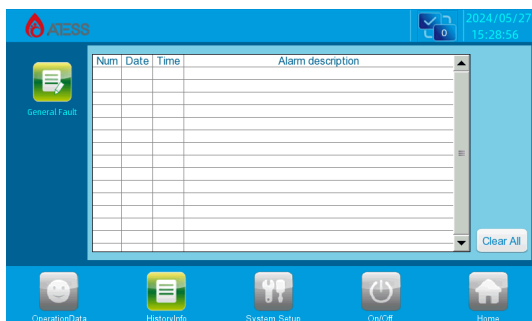 ATESS
0
2024/05/27
15:28:56
General Fault
Num Date Time Alarm description
Clear All
OperationData HistoryInfo System Setup On/Off Home